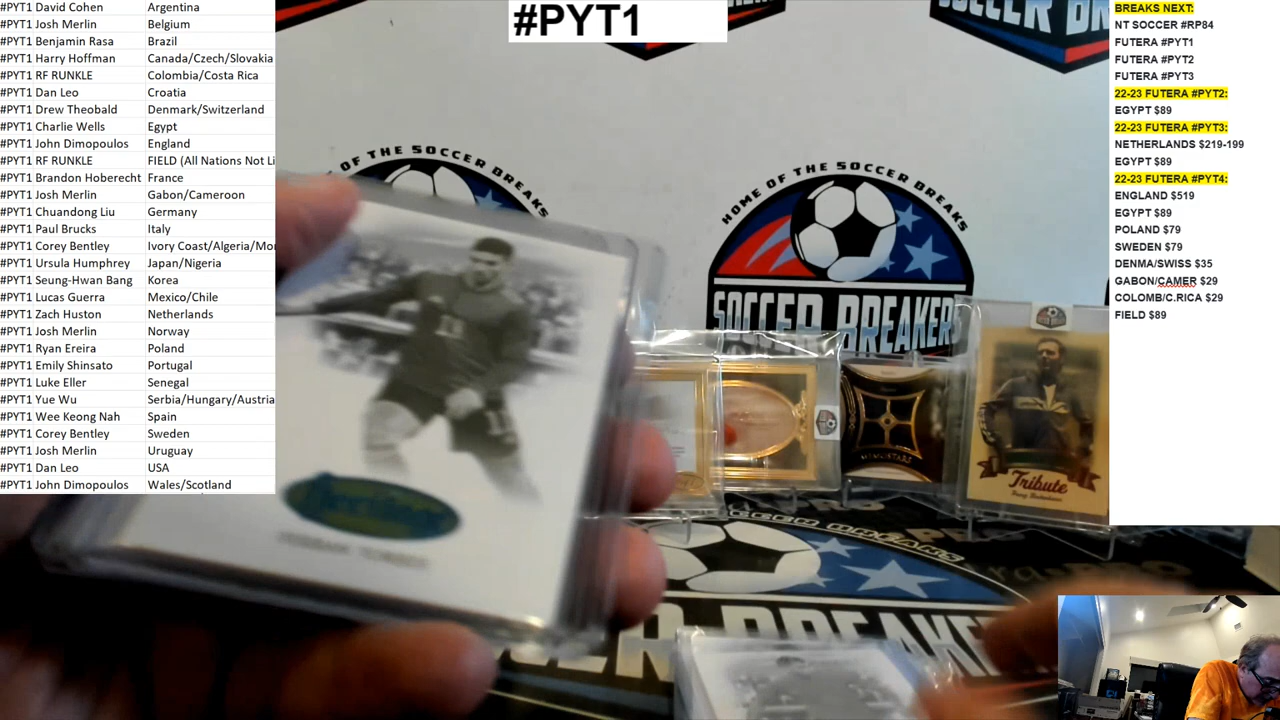 #PYT1 David Cohen Argentina
#PYT1 Josh Merlin Belgium
#PYT1 Benjamin Rasa Brazil
#PYT1 Harry Hoffman Canada/Czech/Slovakia
#PYT1 RF RUNKLE Colombia/Costa Rica
#PYT1 Dan Leo Croatia
#PYT1 Drew Theobald Denmark/Switzerland
#PYT1 Charlie Wells Egypt
#PYT1 John Dimopoulos England
#PYT1 RF RUNKLE FIELD (All Nations Not Li
#PYT1 Brandon Hoberecht France
#PYT1 Josh Merlin Gabon/Cameroon
#PYT1 Chuandong Liu Germany
#PYT1 Paul Brucks Italy
#PYT1 Corey Bentley Ivory Coast/Algeria/Mor
#PYT1 Ursula Humphrey Japan/Nigeria
#PYT1 Seung-Hwan Bang Korea
#PYT1 Lucas Guerra Mexico/Chile
#PYT1 Zach Huston Netherlands
#PYT1 Josh Merlin Norway
#PYT1 Ryan Ereira Poland
#PYT1 Emily Shinsato Portugal
#PYT1 Luke Eller Senegal
#PYT1 Yue Wu Serbia/Hungary/Austria
#PYT1 Wee Keong Nah Spain
#PYT1 Corey Bentley Sweden
#PYT1 Josh Merlin Uruguay
#PYT1 Dan Leo USA
#PYT1 John Dimopoulos Wales/Scotland
#PYT1
BREAKS NEXT:
NT SOCCER #RP84
FUTERA #PYT1
FUTERA #PYT2
FUTERA #PYT3
22-23 FUTERA #PYT2:
EGYPT $89
22-23 FUTERA #PYT3:
NETHERLANDS $219-199
EGYPT $89
22-23 FUTERA #PYT4:
ENGLAND $519
EGYPT $89
POLAND $79
SWEDEN $79
DENMA/SWISS $35
GABON/CAMER $29
COLOMB/C.RICA $29
FIELD $89
OF THE SOCCER BREAKS
HOME OF THE SOCCER BREAKS
SOCCER BREAKER
Tribute
SOCCER BREAKS